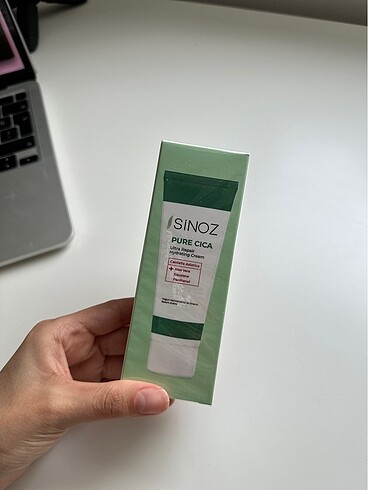 SiNOZ
PURE CICA
Ultra Repair
Hydrating Cream
Centella Asiatica
+ Aloe Vera
Squalane
Panthenol